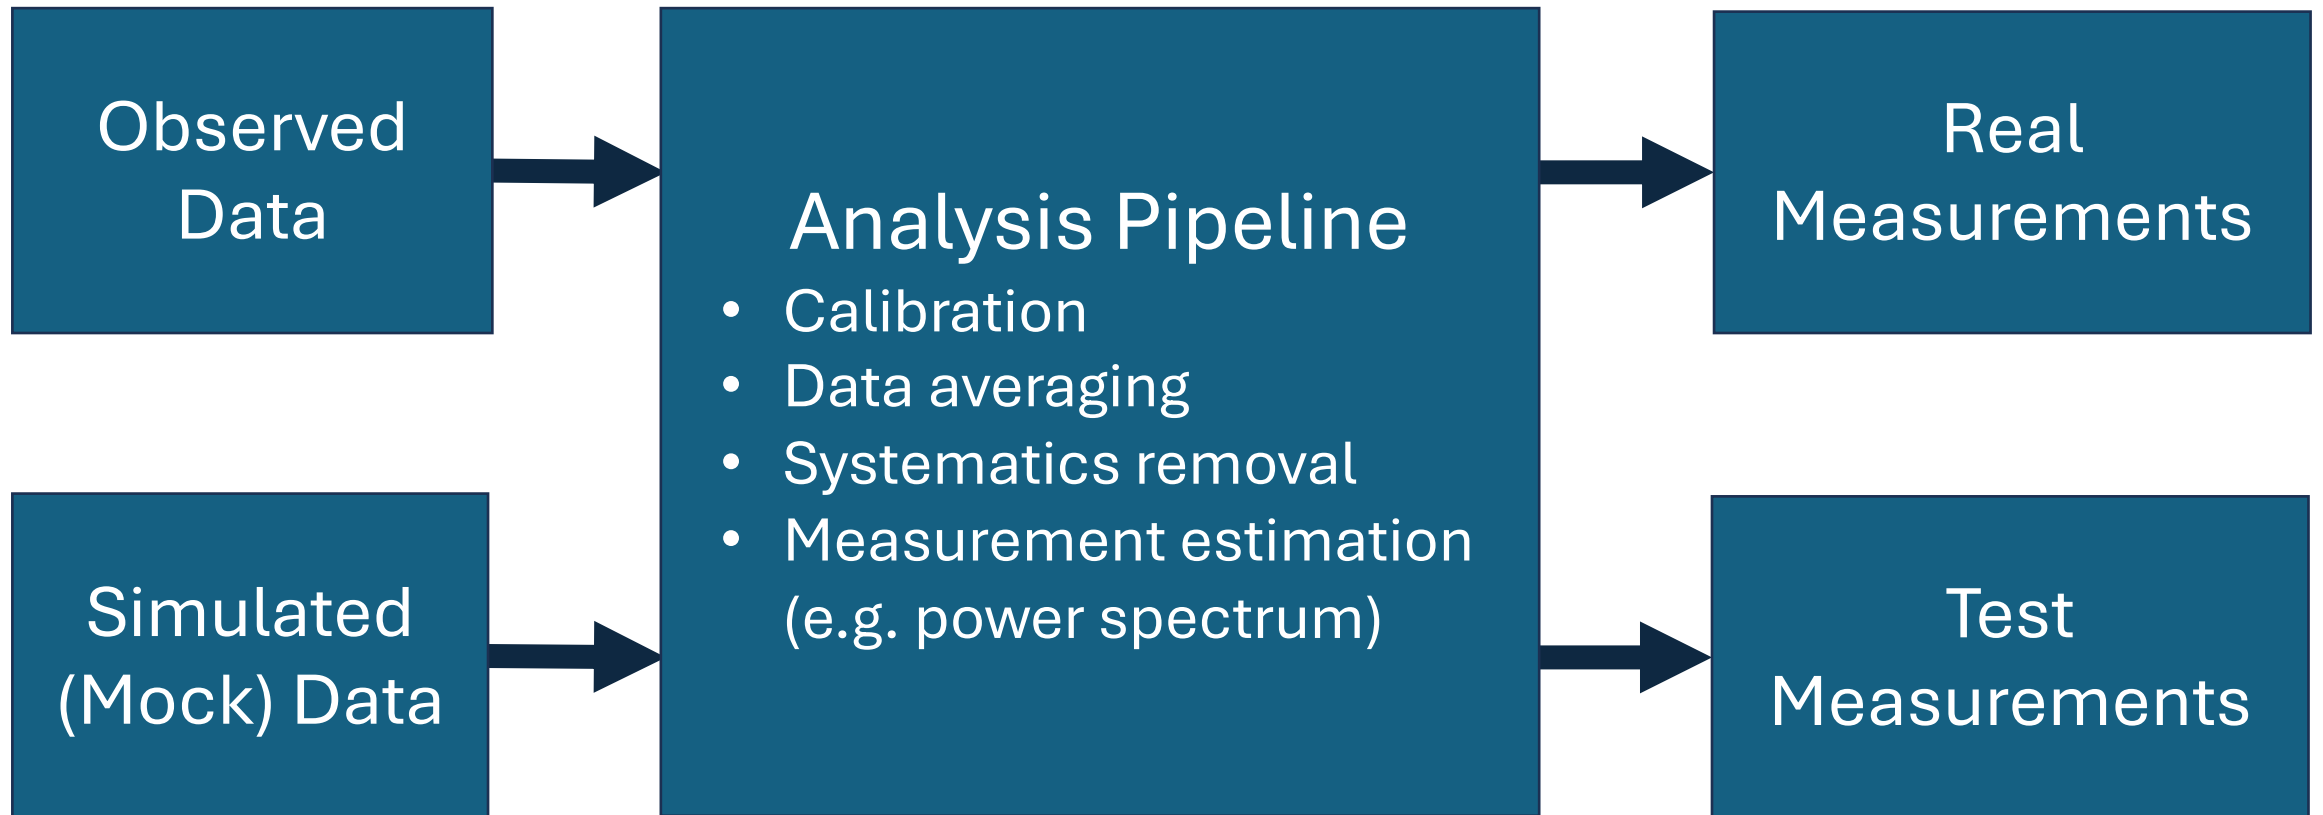 Observed
Data
Simulated
(Mock) Data
Analysis Pipeline
• Calibration
• Data averaging
• Systematics removal
• Measurement estimation
(e.g. power spectrum)
Real
Measurements
Test
Measurements